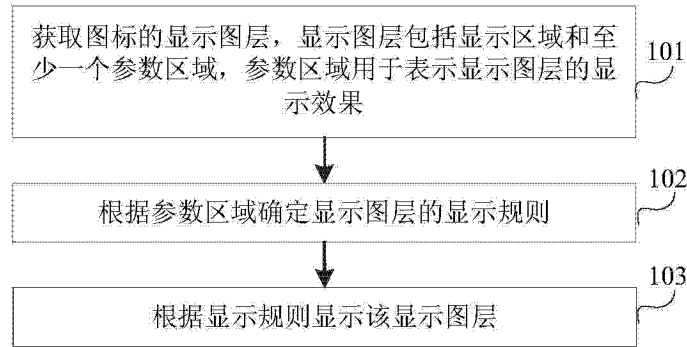 获取图标的显示图层，显示图层包括显示区域和至
少一个参数区域，参数区域用于表示显示图层的显
示效果
101
根据参数区域确定显示图层的显示规则
102
根据显示规则显示该显示图层
103